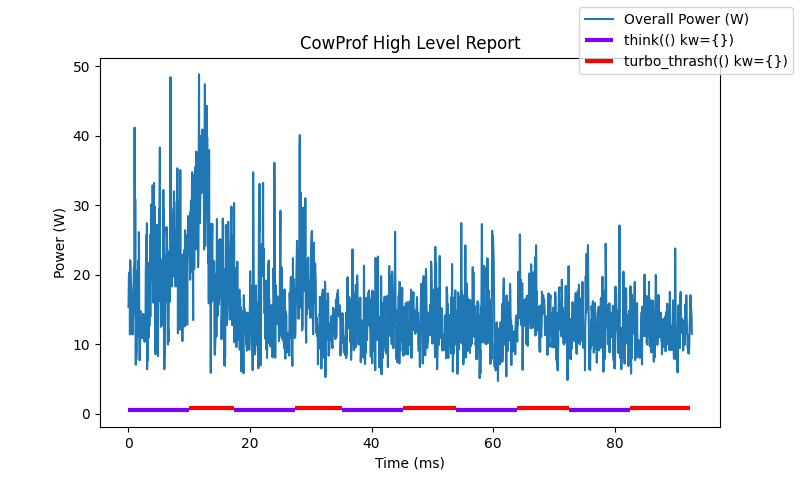 CowProf High Level Report
Overall Power (W)
think(() kw={})
turbo_thrash(() kw={})
Power (W)
50
40
30
20
10
0
0 20 40 60 80
Time (ms)